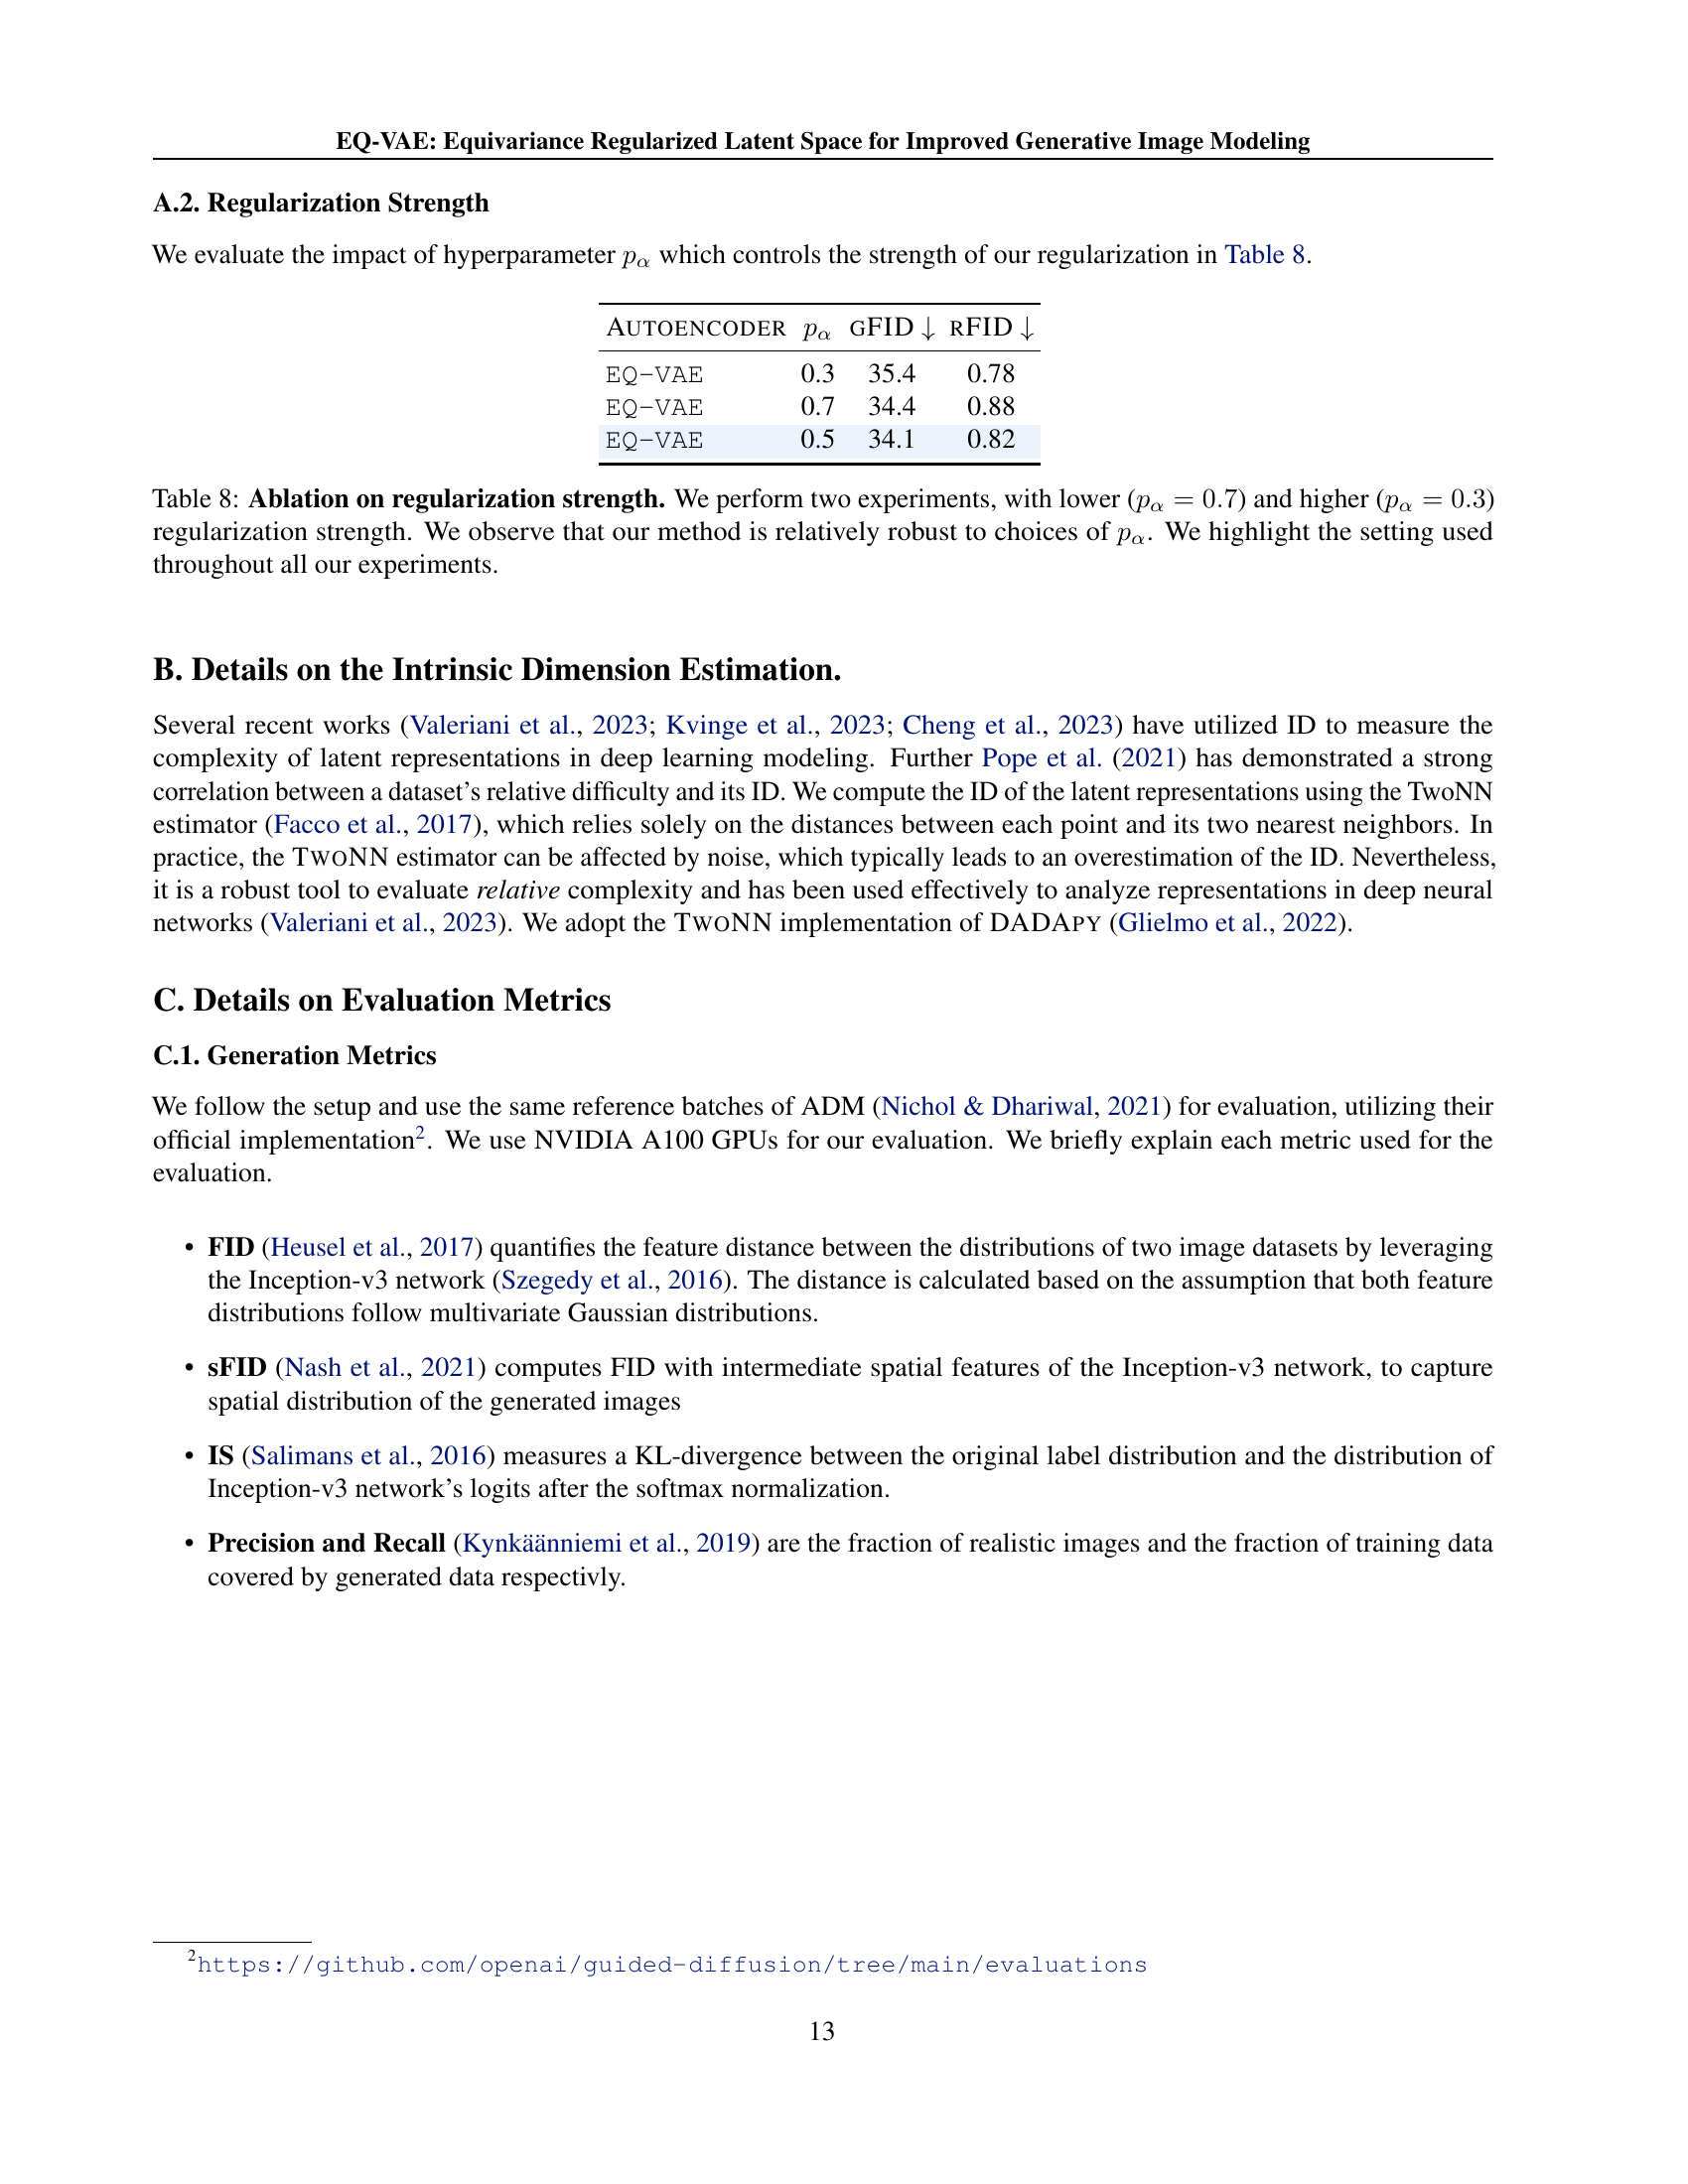 EQ-VAE: Equivariance Regularized Latent Space for Improved Generative Image Modeling
A.2. Regularization Strength
We evaluate the impact of hyperparameter pα which controls the strength of our regularization in Table 8.
AUTOENCODER pα GFID ↓ RFID ↓
EQ-VAE 0.3 35.4 0.78
EQ-VAE 0.7 34.4 0.88
EQ-VAE 0.5 34.1 0.82
Table 8: Ablation on regularization strength. We perform two experiments, with lower (pα = 0.7) and higher (pα = 0.3)
regularization strength. We observe that our method is relatively robust to choices of pα. We highlight the setting used
throughout all our experiments.
B. Details on the Intrinsic Dimension Estimation.
Several recent works (Valeriani et al., 2023; Kvinge et al., 2023; Cheng et al., 2023) have utilized ID to measure the
complexity of latent representations in deep learning modeling. Further Pope et al. (2021) has demonstrated a strong
correlation between a dataset's relative difficulty and its ID. We compute the ID of the latent representations using the TwoNN
estimator (Facco et al., 2017), which relies solely on the distances between each point and its two nearest neighbors. In
practice, the TWONN estimator can be affected by noise, which typically leads to an overestimation of the ID. Nevertheless,
it is a robust tool to evaluate relative complexity and has been used effectively to analyze representations in deep neural
networks (Valeriani et al., 2023). We adopt the TWONN implementation of DADAPY (Glielmo et al., 2022).
C. Details on Evaluation Metrics
C.1. Generation Metrics
We follow the setup and use the same reference batches of ADM (Nichol & Dhariwal, 2021) for evaluation, utilizing their
official implementation². We use NVIDIA A100 GPUs for our evaluation. We briefly explain each metric used for the
evaluation.
• FID (Heusel et al., 2017) quantifies the feature distance between the distributions of two image datasets by leveraging
the Inception-v3 network (Szegedy et al., 2016). The distance is calculated based on the assumption that both feature
distributions follow multivariate Gaussian distributions.
• sFID (Nash et al., 2021) computes FID with intermediate spatial features of the Inception-v3 network, to capture
spatial distribution of the generated images
• IS (Salimans et al., 2016) measures a KL-divergence between the original label distribution and the distribution of
Inception-v3 network's logits after the softmax normalization.
• Precision and Recall (Kynkäänniemi et al., 2019) are the fraction of realistic images and the fraction of training data
covered by generated data respectivly.
²https://github.com/openai/guided-diffusion/tree/main/evaluations
13